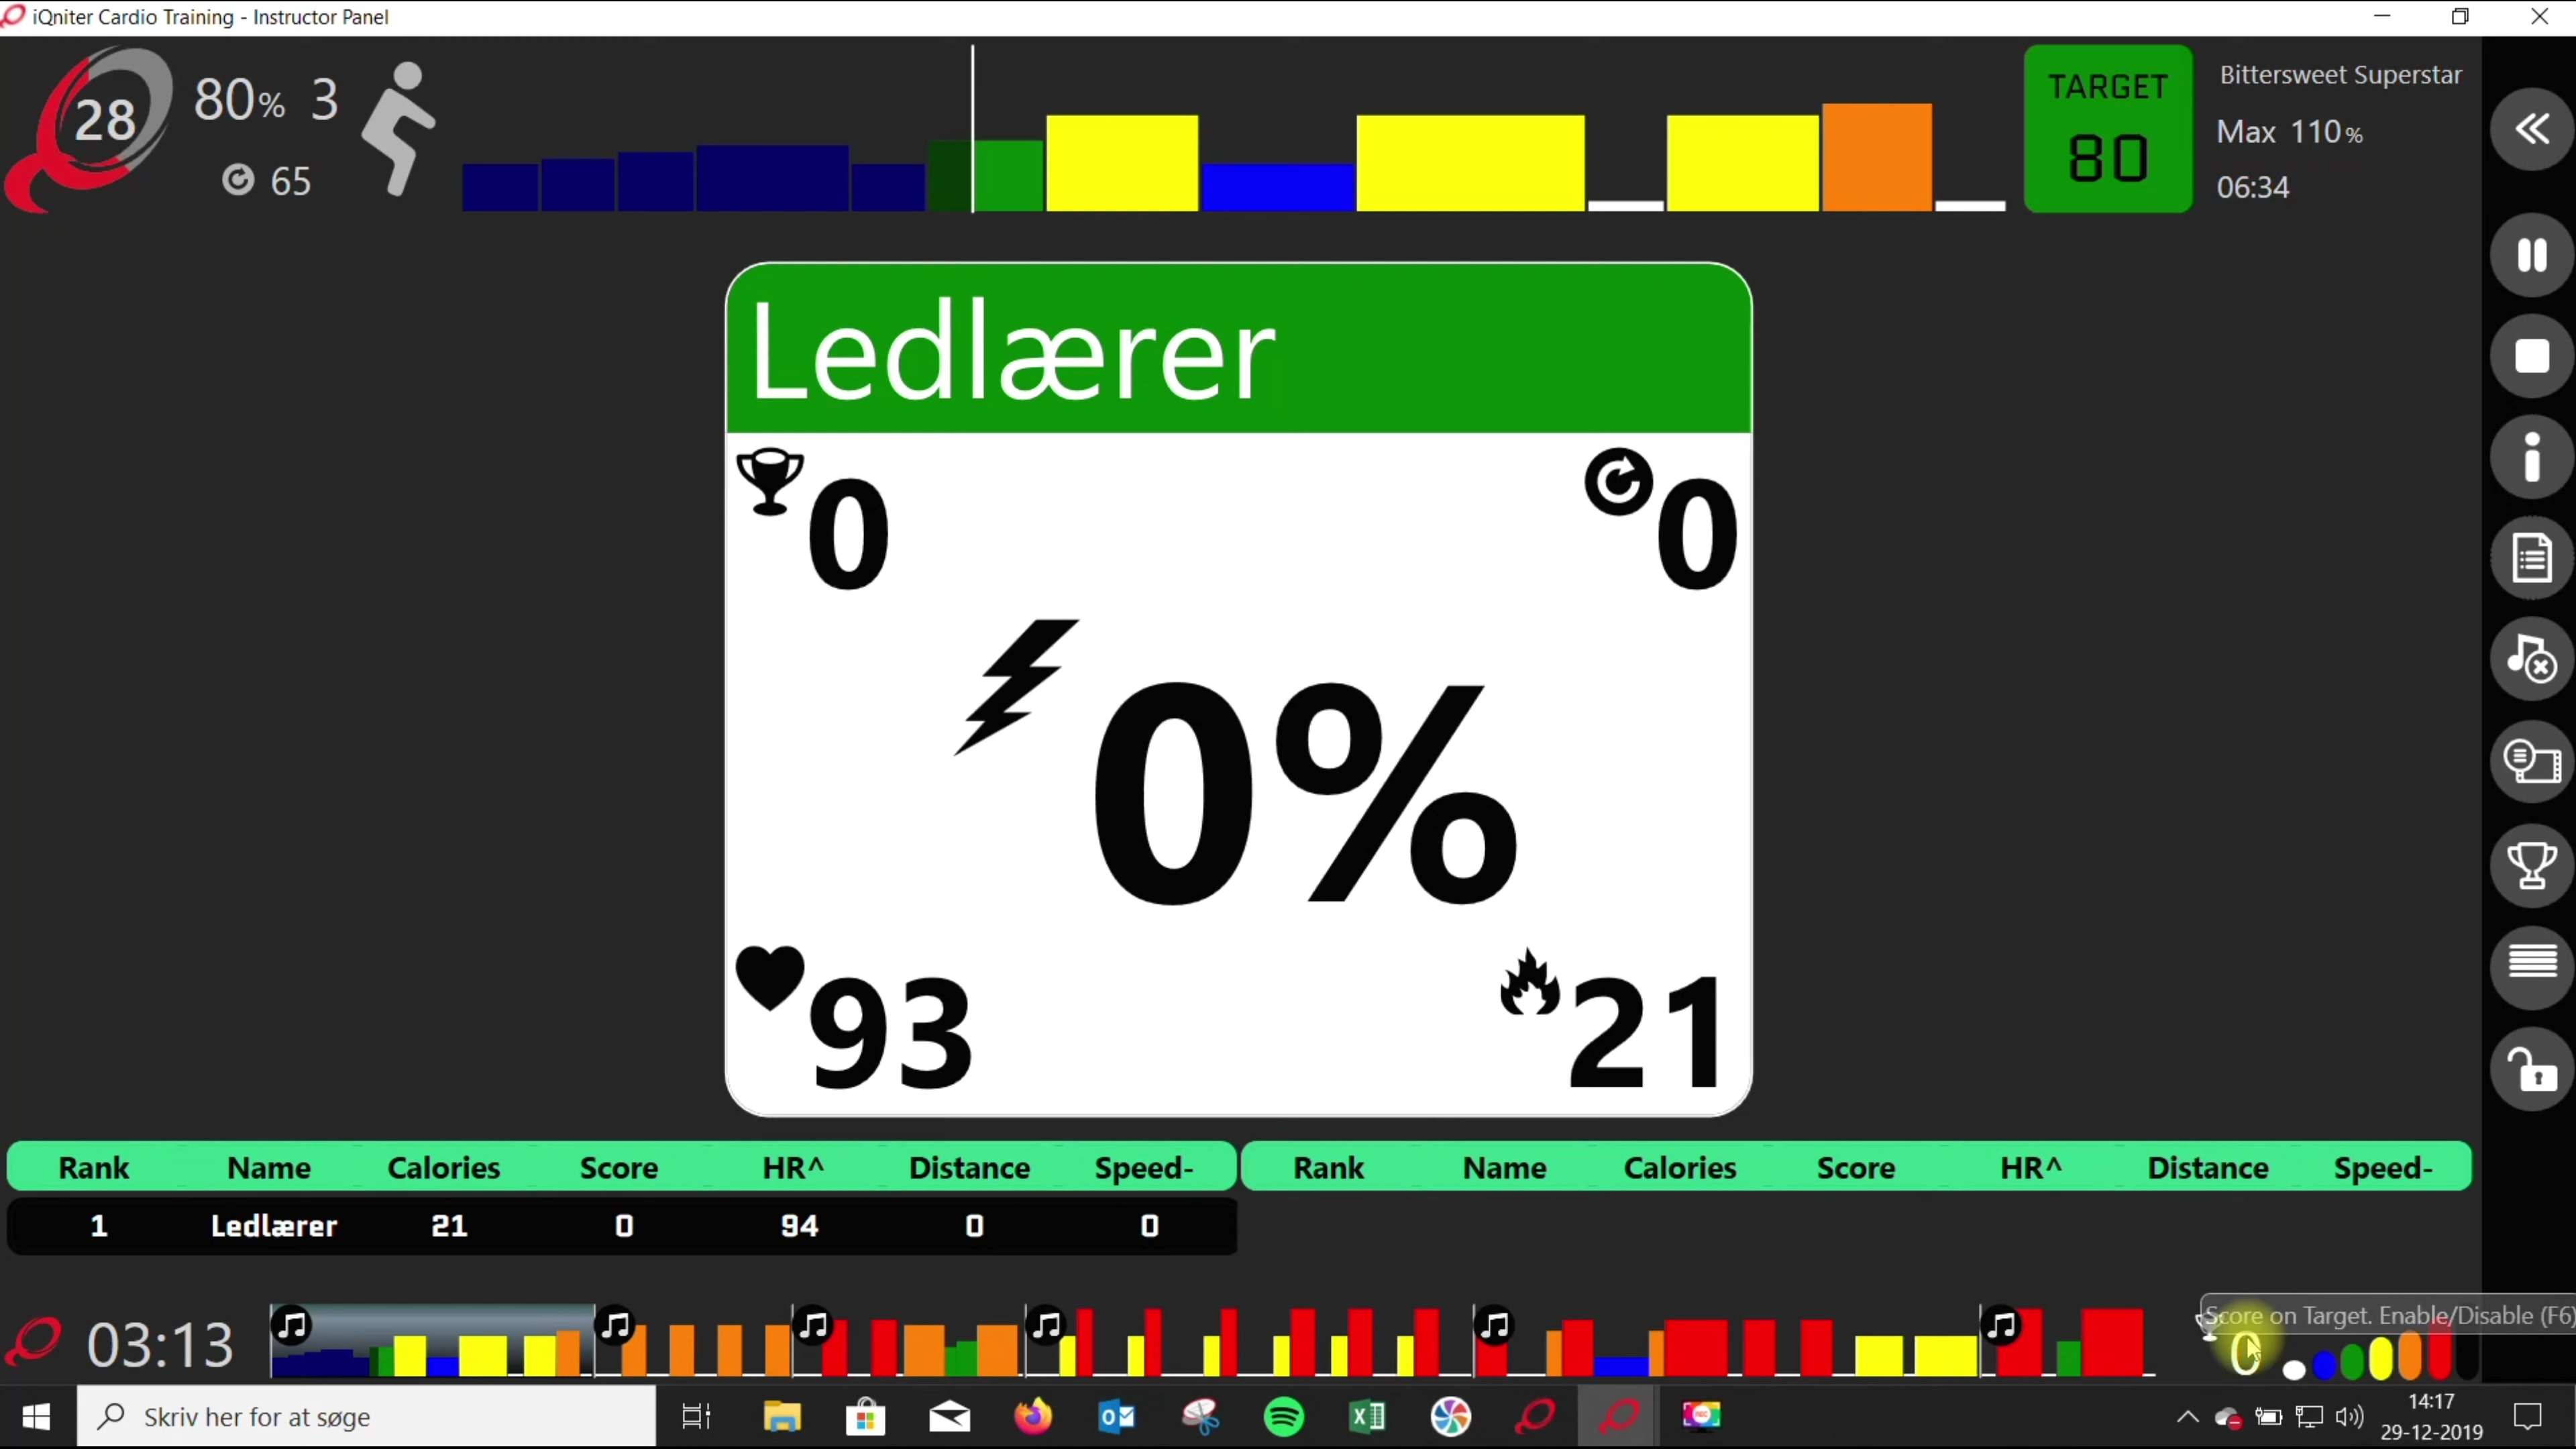 iQniter Cardio Training - Instructor Panel
28
80% 3
65
TARGET
80
Bittersweet Superstar
Max 110%
06:34
Ledlærer
0
0
0%
93
21
Rank Name Calories Score HR^ Distance Speed-
Rank Name Calories Score HR^ Distance Speed-
1 Ledlærer 21 0 94 0 0
03:13
Score on Target. Enable/Disable (F6)
0
Skriv her for at søge
14:17
29-12-2019